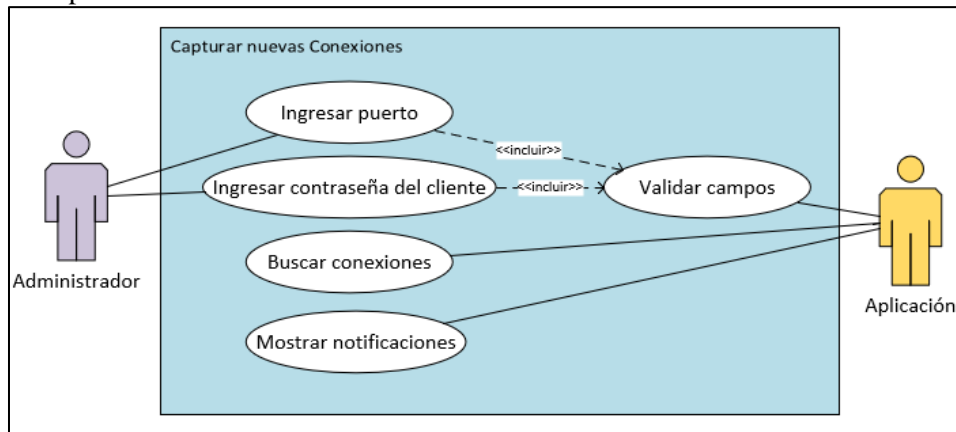 Capturar nuevas Conexiones
Ingresar puerto
<<incluir>>
Ingresar contraseña del cliente
<<incluir>>
Validar campos
Buscar conexiones
Administrador
Aplicación
Mostrar notificaciones